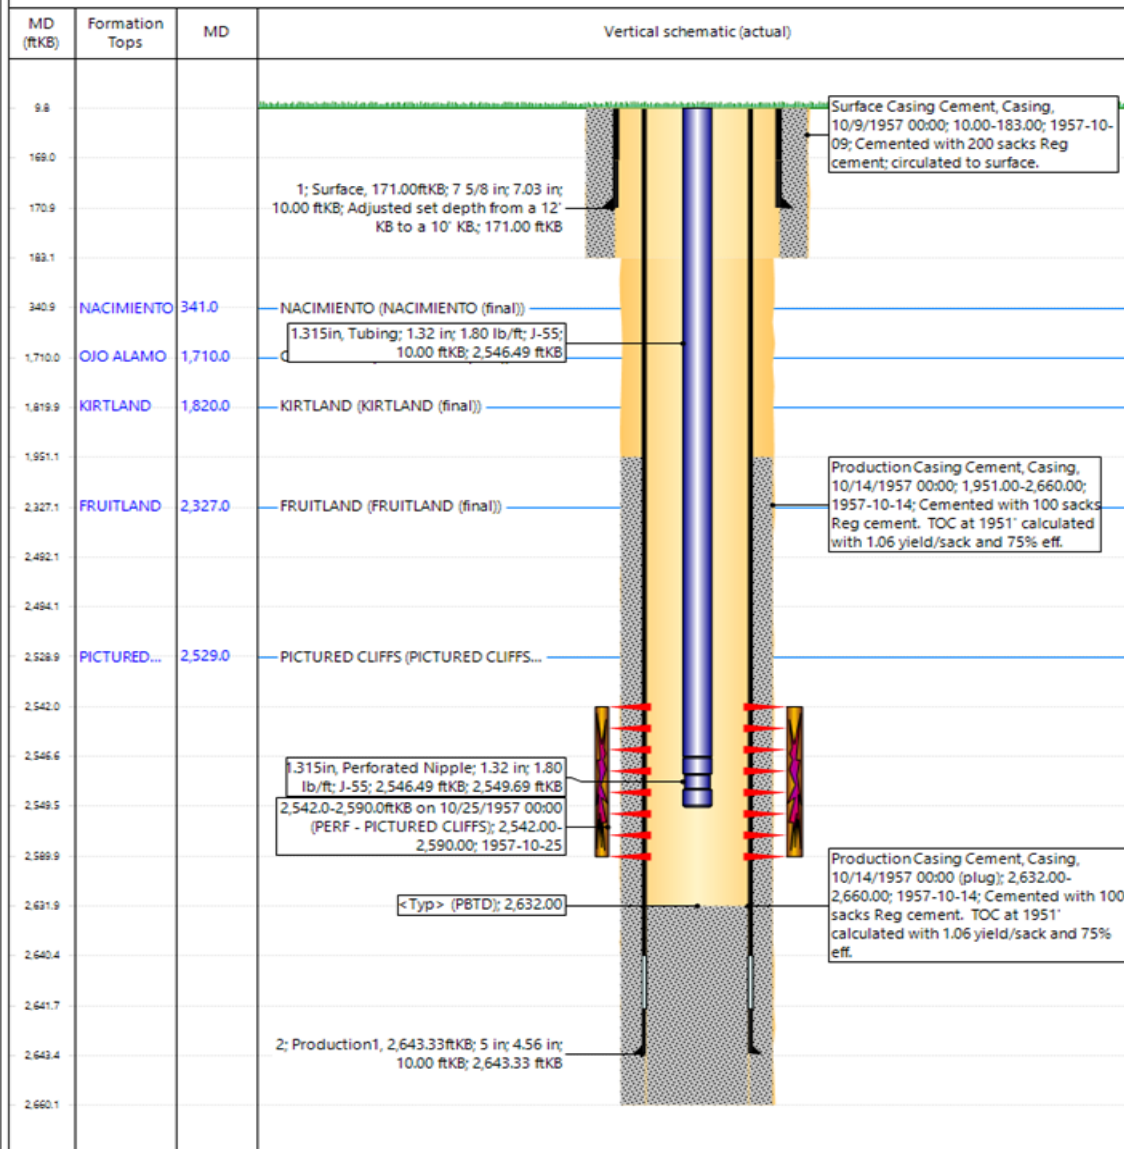 MD
(ftKB)
Formation
Tops
MD
Vertical schematic (actual)
9.8
169.0
170.9
183.1
340.9
1,710.0
1,819.9
1,951.1
2,327.1
2,492.1
2,494.1
2,528.9
2,542.0
2,546.6
2,549.5
2,589.9
2,631.9
2,640.4
2,641.7
2,643.4
2,660.1
NACIMIENTO 341.0
OJO ALAMO 1,710.0
KIRTLAND 1,820.0
FRUITLAND 2,327.0
PICTURED... 2,529.0
Surface Casing Cement, Casing,
10/9/1957 00:00; 10.00-183.00; 1957-10-
09; Cemented with 200 sacks Reg
cement; circulated to surface.
1; Surface, 171.00ftKB; 7 5/8 in; 7.03 in;
10.00 ftKB; Adjusted set depth from a 12'
KB to a 10' KB.; 171.00 ftKB
NACIMIENTO (NACIMIENTO (final))
1.315in, Tubing; 1.32 in; 1.80 lb/ft; J-55;
10.00 ftKB; 2,546.49 ftKB
KIRTLAND (KIRTLAND (final))
Production Casing Cement, Casing,
10/14/1957 00:00; 1,951.00-2,660.00;
1957-10-14; Cemented with 100 sacks
Reg cement. TOC at 1951' calculated
with 1.06 yield/sack and 75% eff.
FRUITLAND (FRUITLAND (final))
PICTURED CLIFFS (PICTURED CLIFFS...
1.315in, Perforated Nipple; 1.32 in; 1.80
lb/ft; J-55; 2,546.49 ftKB; 2,549.69 ftKB
2,542.0-2,590.0ftKB on 10/25/1957 00:00
(PERF - PICTURED CLIFFS); 2,542.00-
2,590.00; 1957-10-25
Production Casing Cement, Casing,
10/14/1957 00:00 (plug); 2,632.00-
2,660.00; 1957-10-14; Cemented with 100
sacks Reg cement. TOC at 1951'
calculated with 1.06 yield/sack and 75%
eff.
<Typ> (PBTD); 2,632.00
2; Production1, 2,643.33ftKB; 5 in; 4.56 in;
10.00 ftKB; 2,643.33 ftKB